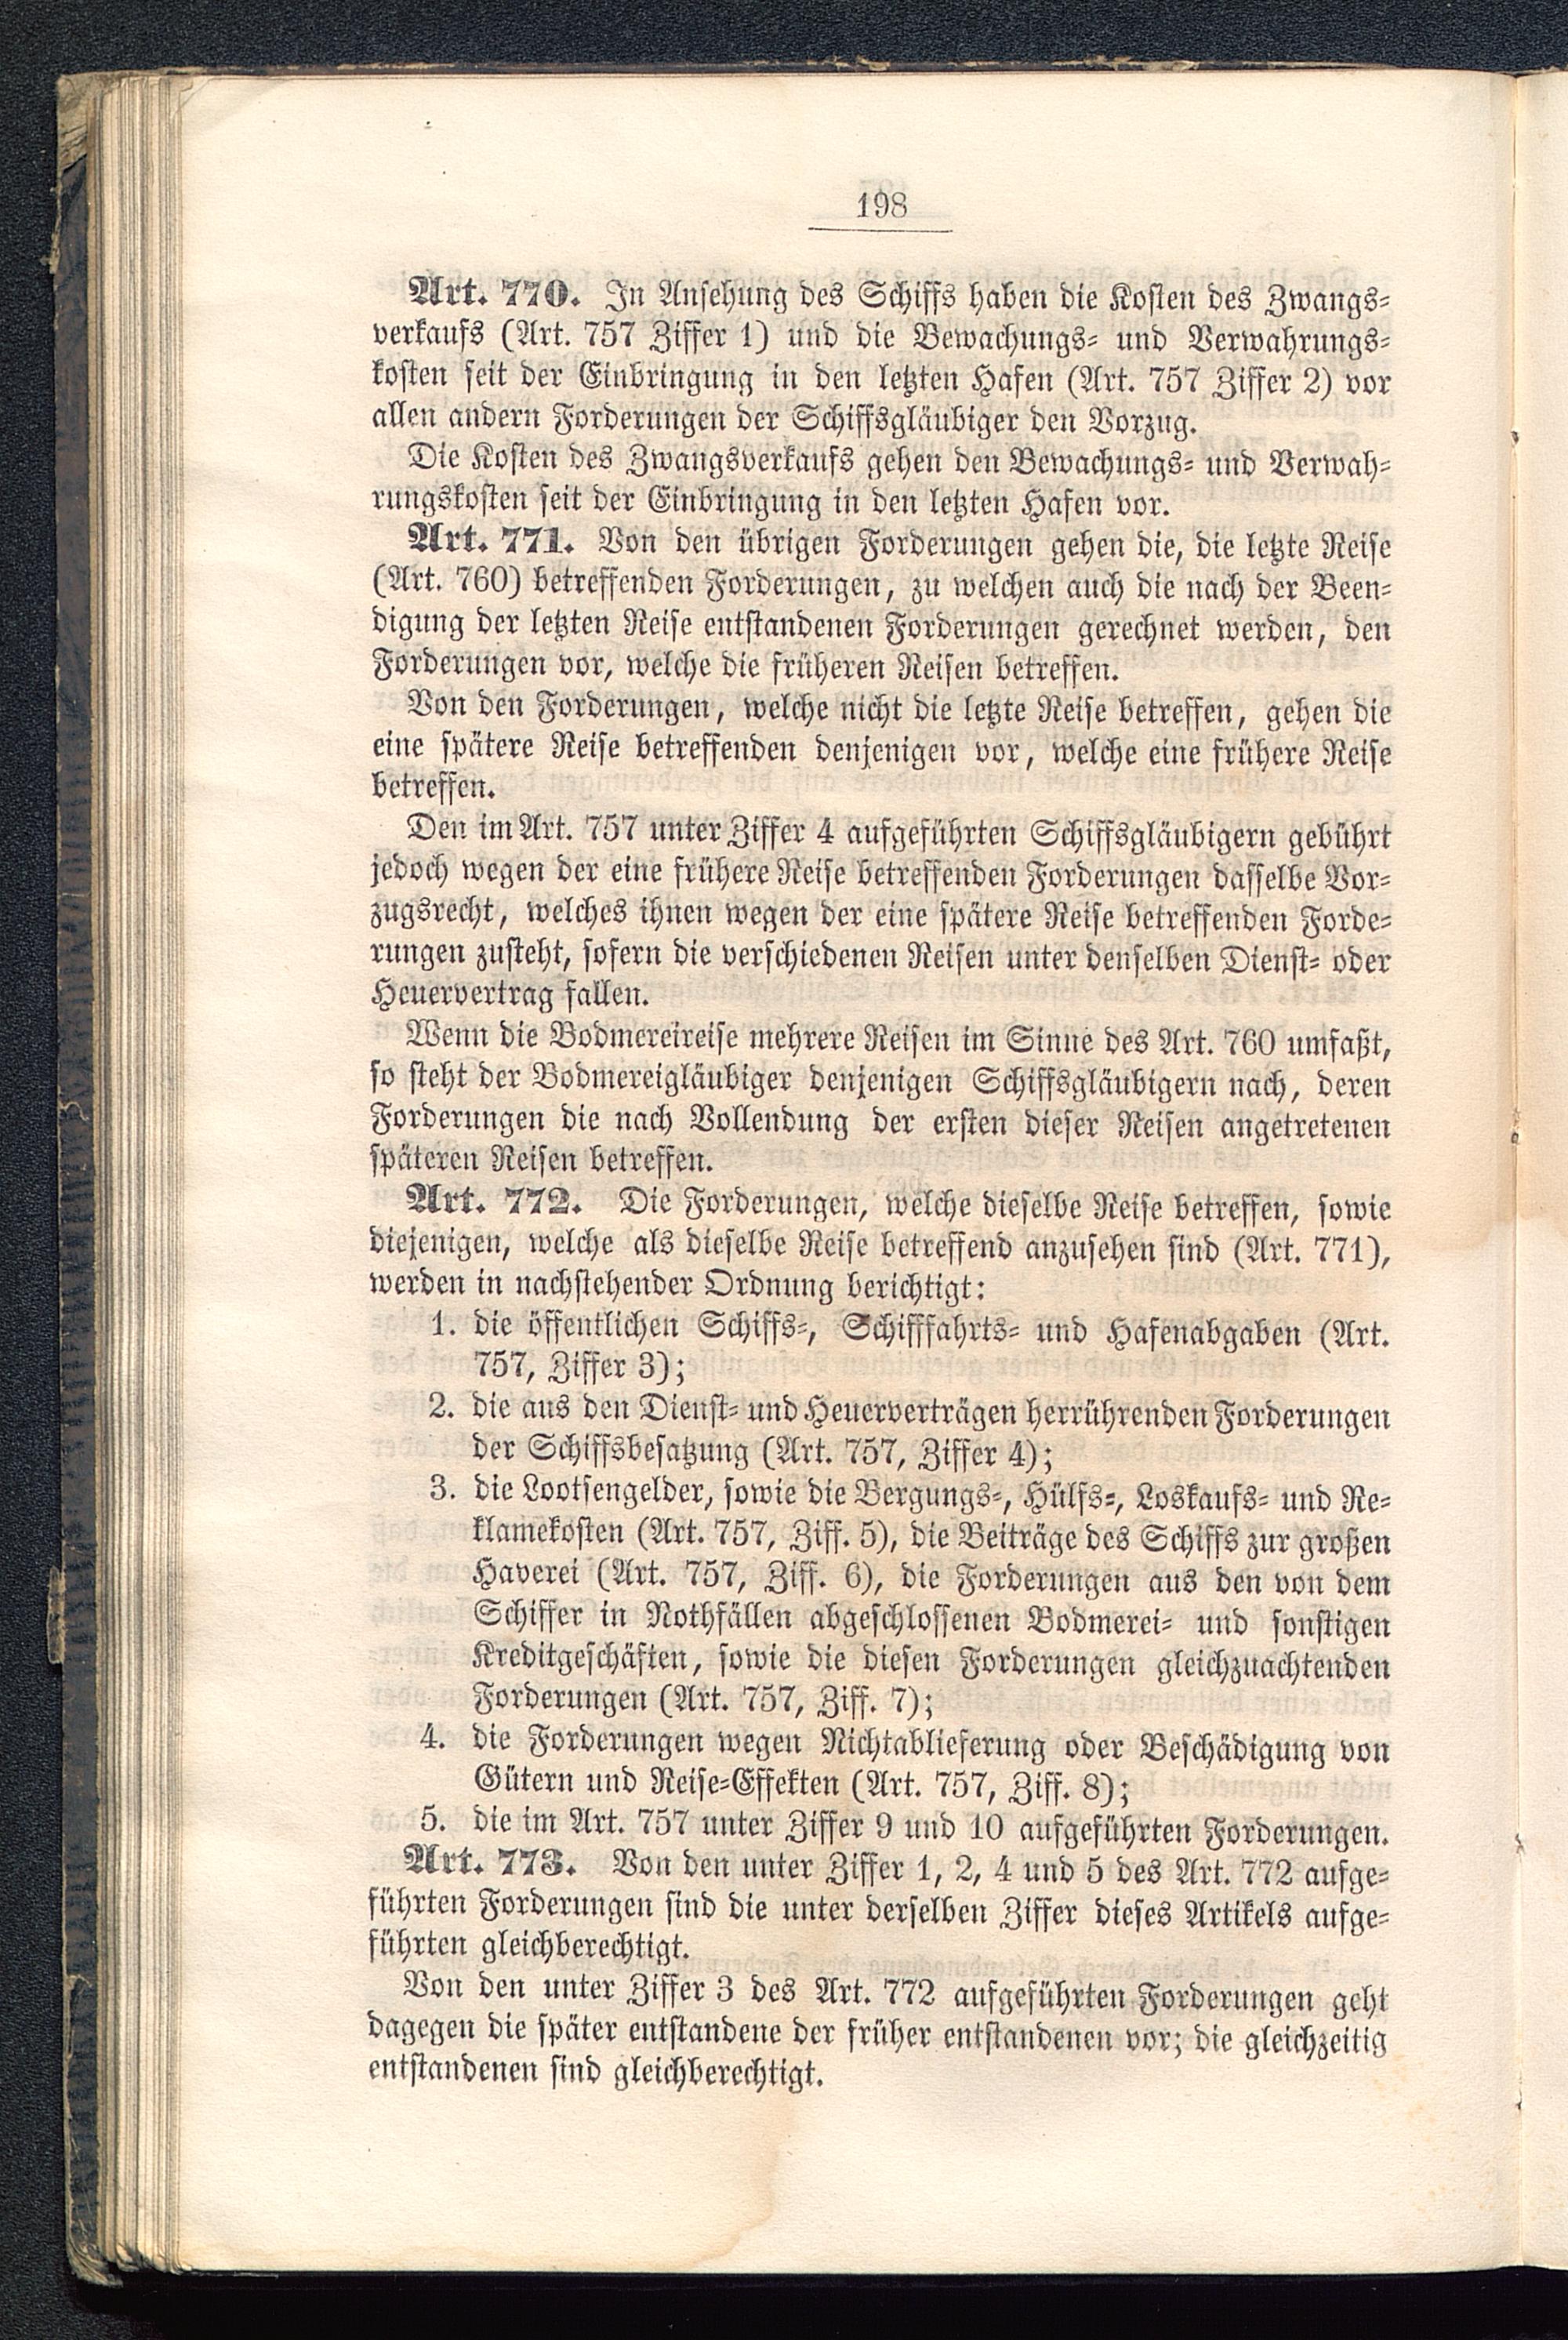 198
Art. 770. In Ansehung des Schiffs haben die Kosten des Zwangs-
verkaufs (Art. 757 Ziffer 1) und die Bewachungs- und Verwahrungs-
kosten seit der Einbringung in den letzten Hafen (Art. 757 Ziffer 2) vor
allen andern Forderungen der Schiffsgläubiger den Vorzug.
Die Kosten des Zwangsverkaufs gehen den Bewachungs- und Verwah-
rungskosten seit der Einbringung in den letzten Hafen vor.
Art. 771. Von den übrigen Forderungen gehen die, die letzte Reise
(Art. 760) betreffenden Forderungen, zu welchen auch die nach der Been-
digung der letzten Reise entstandenen Forderungen gerechnet werden, den
Forderungen vor, welche die früheren Reisen betreffen.
Von den Forderungen, welche nicht die letzte Reise betreffen, gehen die
eine spätere Reise betreffenden denjenigen vor, welche eine frühere Reise
betreffen.
Den im Art. 757 unter Ziffer 4 aufgeführten Schiffsgläubigern gebührt
jedoch wegen der eine frühere Reise betreffenden Forderungen dasselbe Vor-
zugsrecht, welches ihnen wegen der eine spätere Reise betreffenden Forde-
rungen zusteht, sofern die verschiedenen Reisen unter denselben Dienst- oder
Heuervertrag fallen.
Wenn die Bodmereireise mehrere Reisen im Sinne des Art. 760 umfaßt,
so steht der Bodmereigläubiger denjenigen Schiffsgläubigern nach, deren
Forderungen die nach Vollendung der ersten dieser Reisen angetretenen
späteren Reisen betreffen.
Art. 772. Die Forderungen, welche dieselbe Reise betreffen, sowie
diejenigen, welche als dieselbe Reise betreffend anzusehen sind (Art. 771),
werden in nachstehender Ordnung berichtigt:
1. die öffentlichen Schiffs-, Schifffahrts- und Hafenabgaben (Art.
757, Ziffer 3);
2. die aus den Dienst- und Heuerverträgen herrührenden Forderungen
der Schiffsbesatzung (Art. 757, Ziffer 4);
3. die Lootsengelder, sowie die Bergungs-, Hülfs-, Loskaufs- und Re-
klamekosten (Art. 757, Ziff. 5), die Beiträge des Schiffs zur großen
Haverei (Art. 757, Ziff. 6), die Forderungen aus den von dem
Schiffer in Nothfällen abgeschlossenen Bodmerei- und sonstigen
Kreditgeschäften, sowie die diesen Forderungen gleichzuachtenden
Forderungen (Art. 757, Ziff. 7);
4. die Forderungen wegen Nichtablieferung oder Beschädigung von
Gütern und Reise-Effekten (Art. 757, Ziff. 8);
5. die im Art. 757 unter Ziffer 9 und 10 aufgeführten Forderungen.
Art. 773. Von den unter Ziffer 1, 2, 4 und 5 des Art. 772 aufge-
führten Forderungen sind die unter derselben Ziffer dieses Artikels aufge-
führten gleichberechtigt.
Von den unter Ziffer 3 des Art. 772 aufgeführten Forderungen geht
dagegen die später entstandene der früher entstandenen vor; die gleichzeitig
entstandenen sind gleichberechtigt.